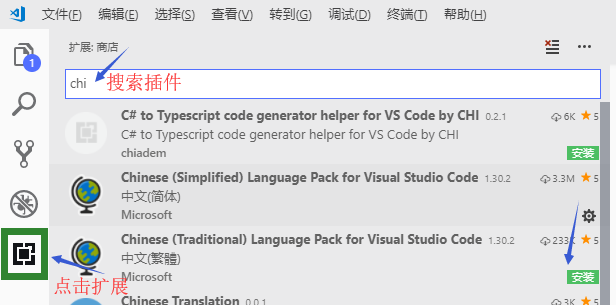 文件(F) 编辑(E) 选择(S) 查看(V) 转到(G) 调试(D) 终端(T) 帮助(H)
扩展: 商店
1
chi 搜索插件
C# to Typescript code generator helper for VS Code by CHI 0.2.1 6K 5
C# to Typescript code generator helper for VS Code by CHI
chiadem 安装
Chinese (Simplified) Language Pack for Visual Studio Code 1.30.2 3.3M 5
中文(简体)
Microsoft
Chinese (Traditional) Language Pack for Visual Studio Code 1.30.2 233K 5
中文(繁體)
Microsoft 安装
点击扩展
Chinese Translation 0.0.1 3K 5